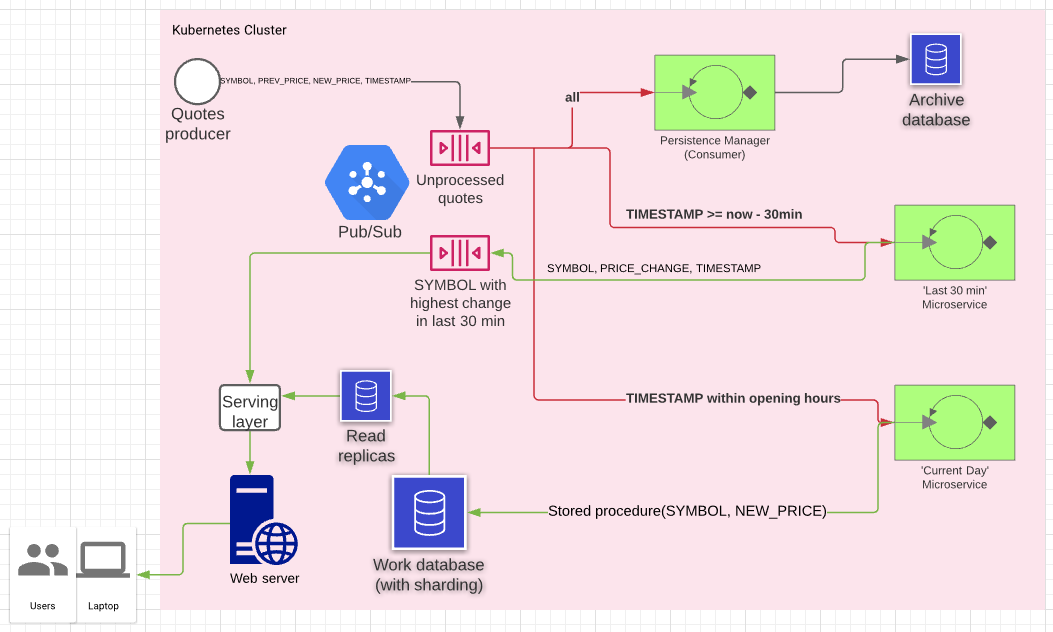 Kubernetes Cluster
SYMBOL, PREV_PRICE, NEW_PRICE, TIMESTAMP
Quotes
producer
all
Persistence Manager
(Consumer)
Archive
database
Unprocessed
quotes
Pub/Sub
TIMESTAMP >= now - 30min
SYMBOL, PRICE_CHANGE, TIMESTAMP
'Last 30 min'
Microservice
SYMBOL with
highest change
in last 30 min
Serving
layer
Read
replicas
TIMESTAMP within opening hours
'Current Day'
Microservice
Stored procedure(SYMBOL, NEW_PRICE)
Work database
(with sharding)
Web server
Users
Laptop